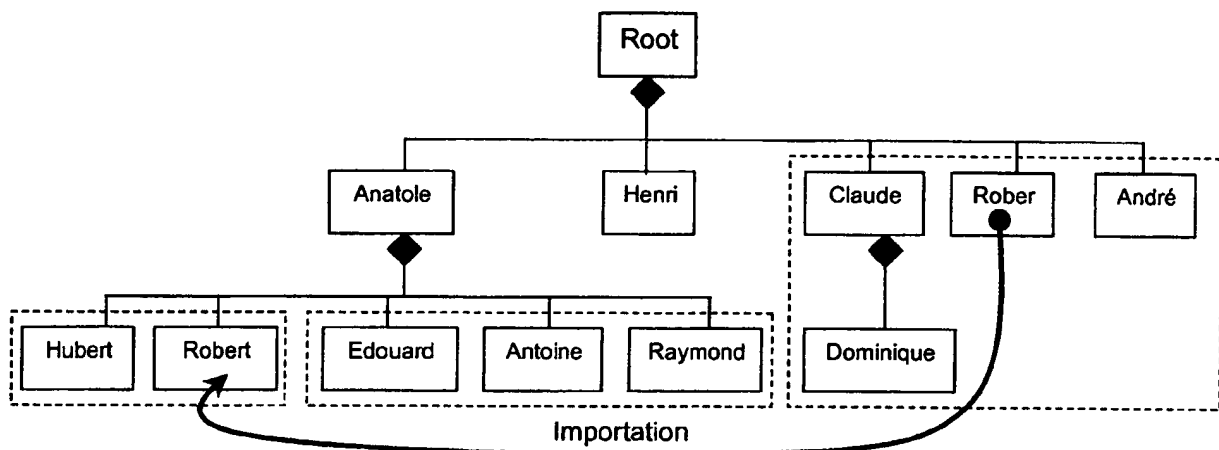 Root
Anatole
Henri
Claude
Rober
André
Hubert
Robert
Edouard
Antoine
Raymond
Dominique
Importation